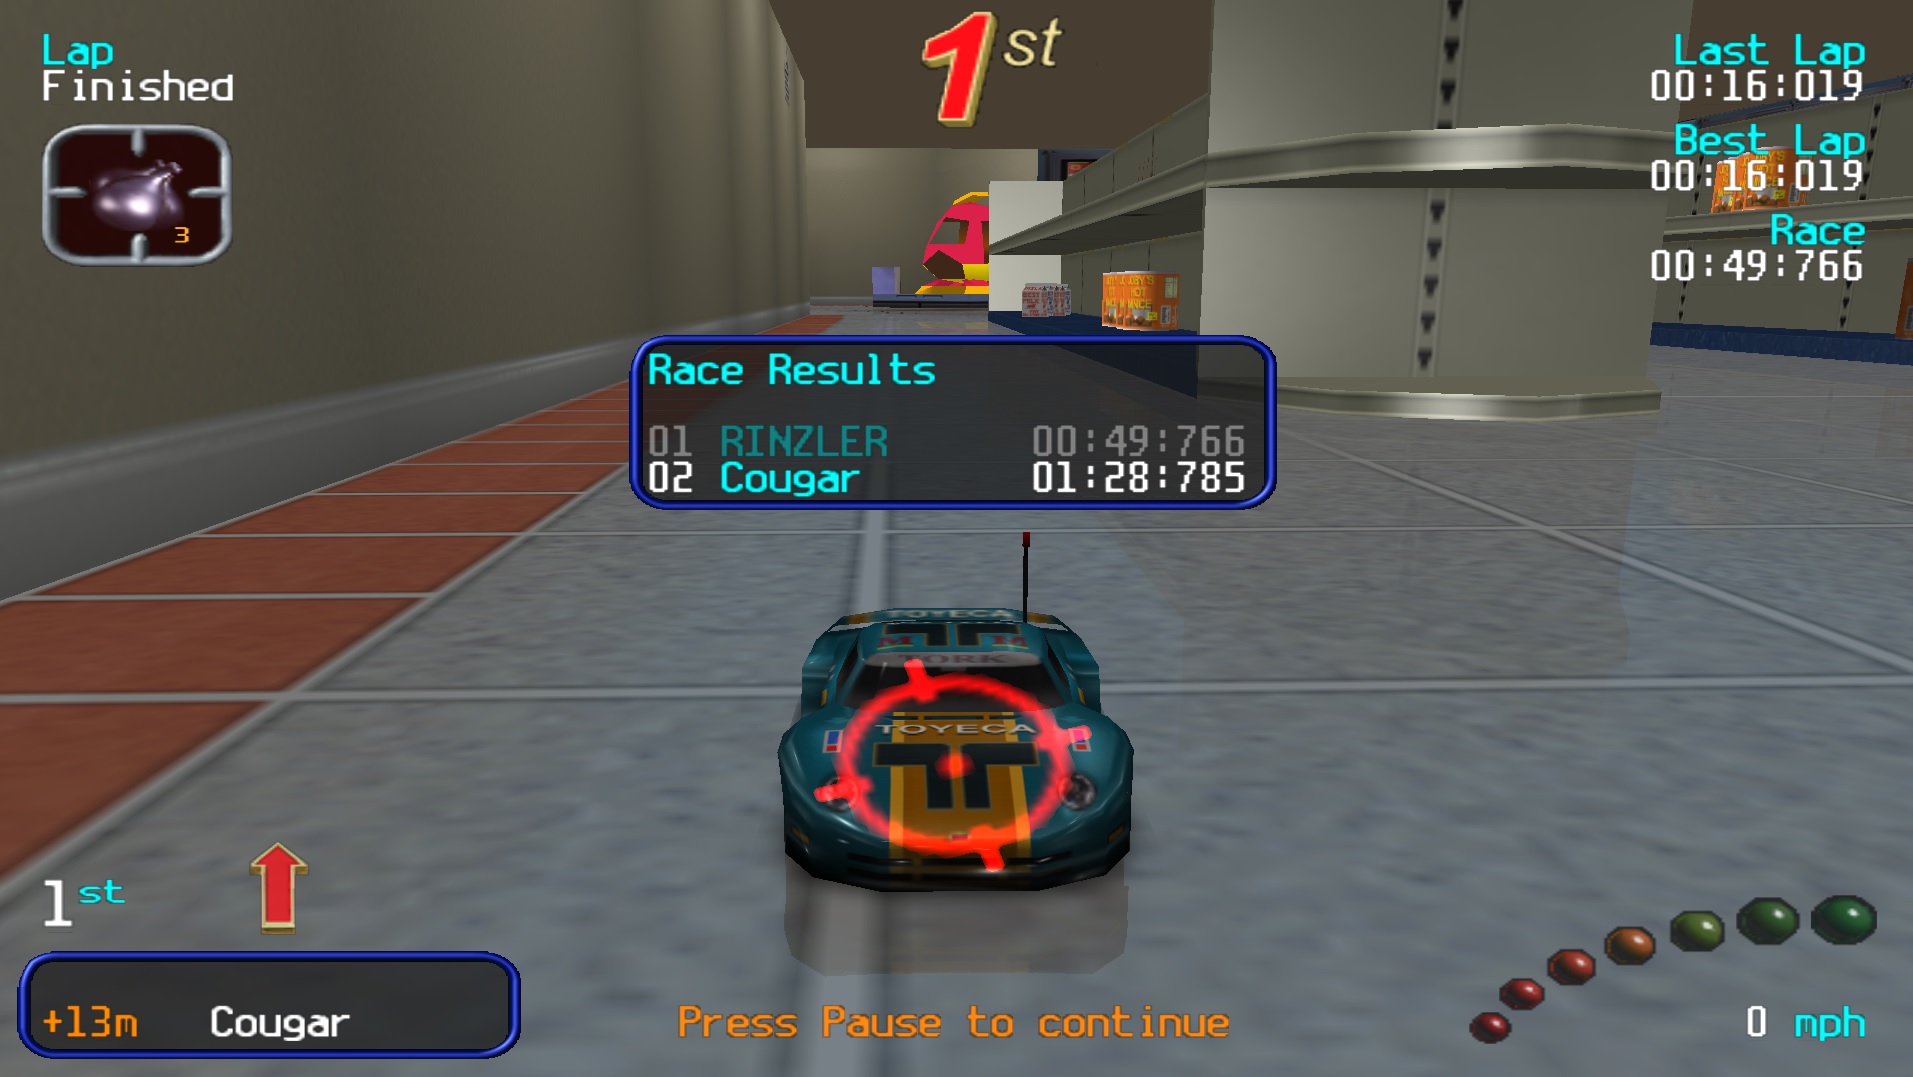 Lap
Finished
3
1st
Last Lap
00:16:019
Best Lap
00:16:019
Race
00:49:766
Race Results
01 RINZLER 00:49:766
02 Cougar 01:28:785
TOYECA
TORK
TOYECA
1st
+13m Cougar
Press Pause to continue
0 mph